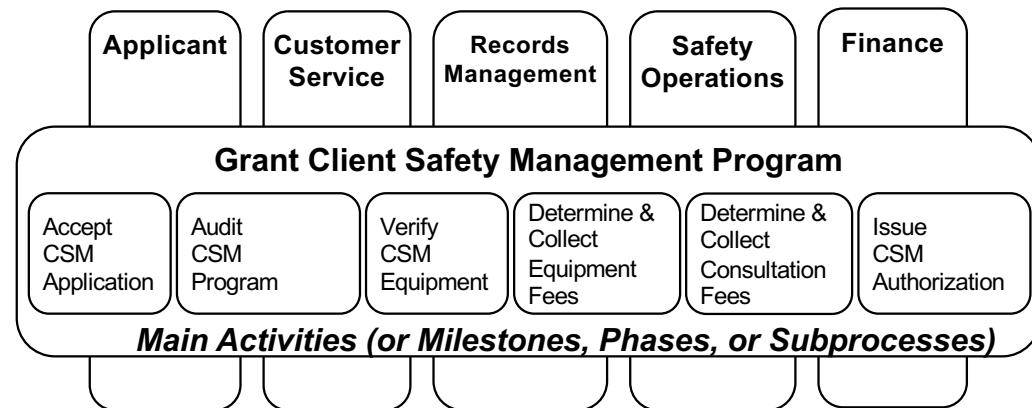 Applicant
Customer
Service
Records
Management
Safety
Operations
Finance
Grant Client Safety Management Program
Accept
CSM
Application
Audit
CSM
Program
Verify
CSM
Equipment
Determine &
Collect
Equipment
Fees
Determine &
Collect
Consultation
Fees
Issue
CSM
Authorization
Main Activities (or Milestones, Phases, or Subprocesses)